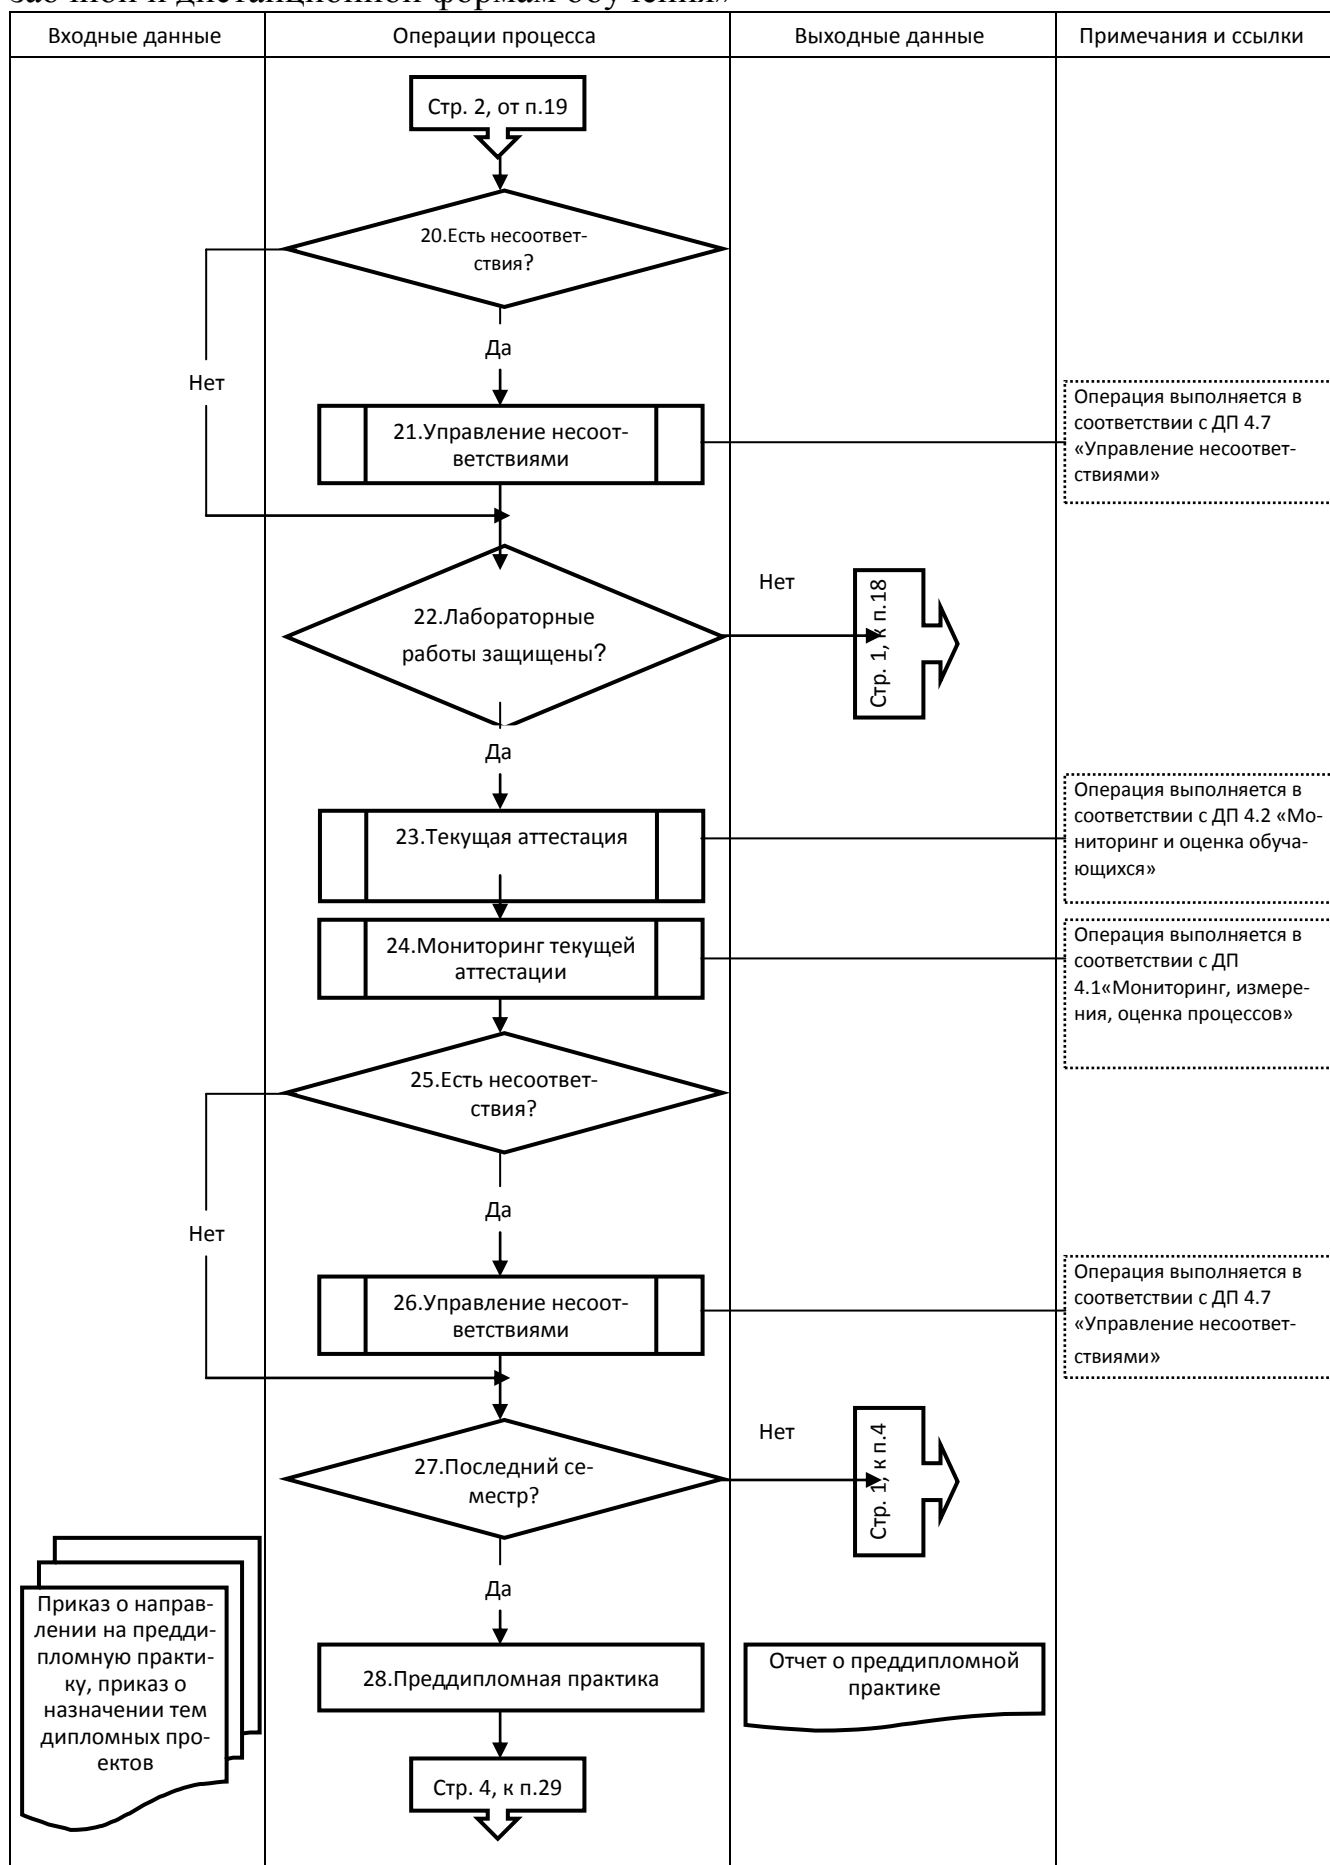 заочной и дистанционной формам обучения»
Входные данные
Операции процесса
Выходные данные
Примечания и ссылки
Стр. 2, от п.19
20.Есть несоответ-
ствия?
Да
Нет
21.Управление несоот-
ветствиями
Операция выполняется в
соответствии с ДП 4.7
«Управление несоответ-
ствиями»
22.Лабораторные
работы защищены?
Нет
Стр. 1, к п.18
Да
23.Текущая аттестация
Операция выполняется в
соответствии с ДП 4.2 «Мо-
ниторинг и оценка обуча-
ющихся»
24.Мониторинг текущей
аттестации
Операция выполняется в
соответствии с ДП
4.1«Мониторинг, измере-
ния, оценка процессов»
25.Есть несоответ-
ствия?
Да
Нет
26.Управление несоот-
ветствиями
Операция выполняется в
соответствии с ДП 4.7
«Управление несоответ-
ствиями»
27.Последний се-
местр?
Нет
Стр. 1, к п.4
Да
Приказ о направ-
лении на предди-
пломную практи-
ку, приказ о
назначении тем
дипломных про-
ектов
28.Преддипломная практика
Отчет о преддипломной
практике
Стр. 4, к п.29